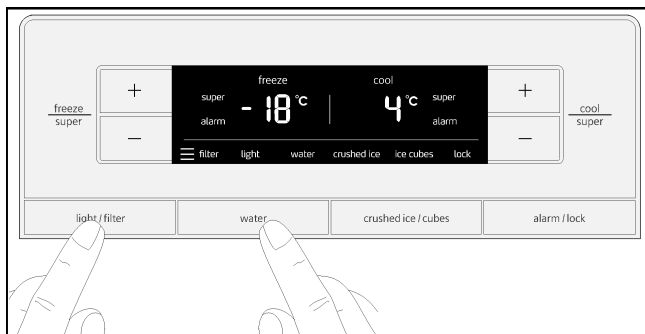 freeze
super
+
−
freeze cool
super - 18 °C 4 °C super
alarm alarm
filter light water crushed ice ice cubes lock
+
−
cool
super
light / filter water crushed ice / cubes alarm / lock